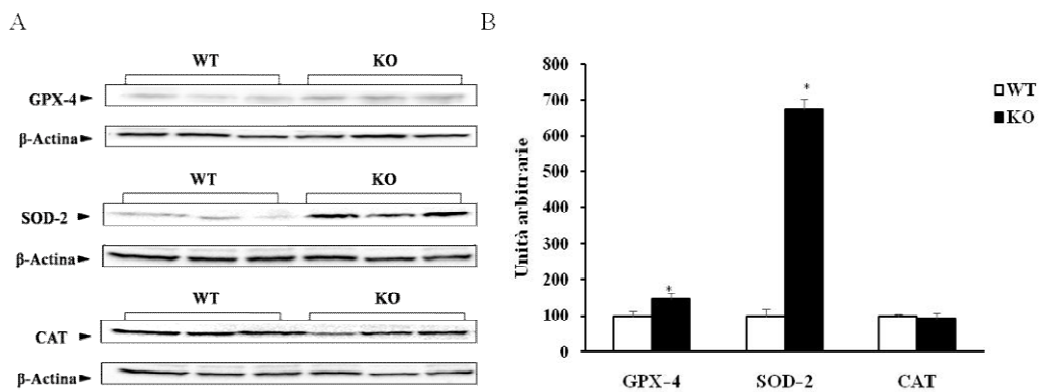 A
WT KO
GPX-4
β-Actina
WT KO
SOD-2
β-Actina
WT KO
CAT
β-Actina
B
Unità arbitrarie
800
700
600
500
400
300
200
100
0
*
*
GPX-4 SOD-2 CAT
WT
KO